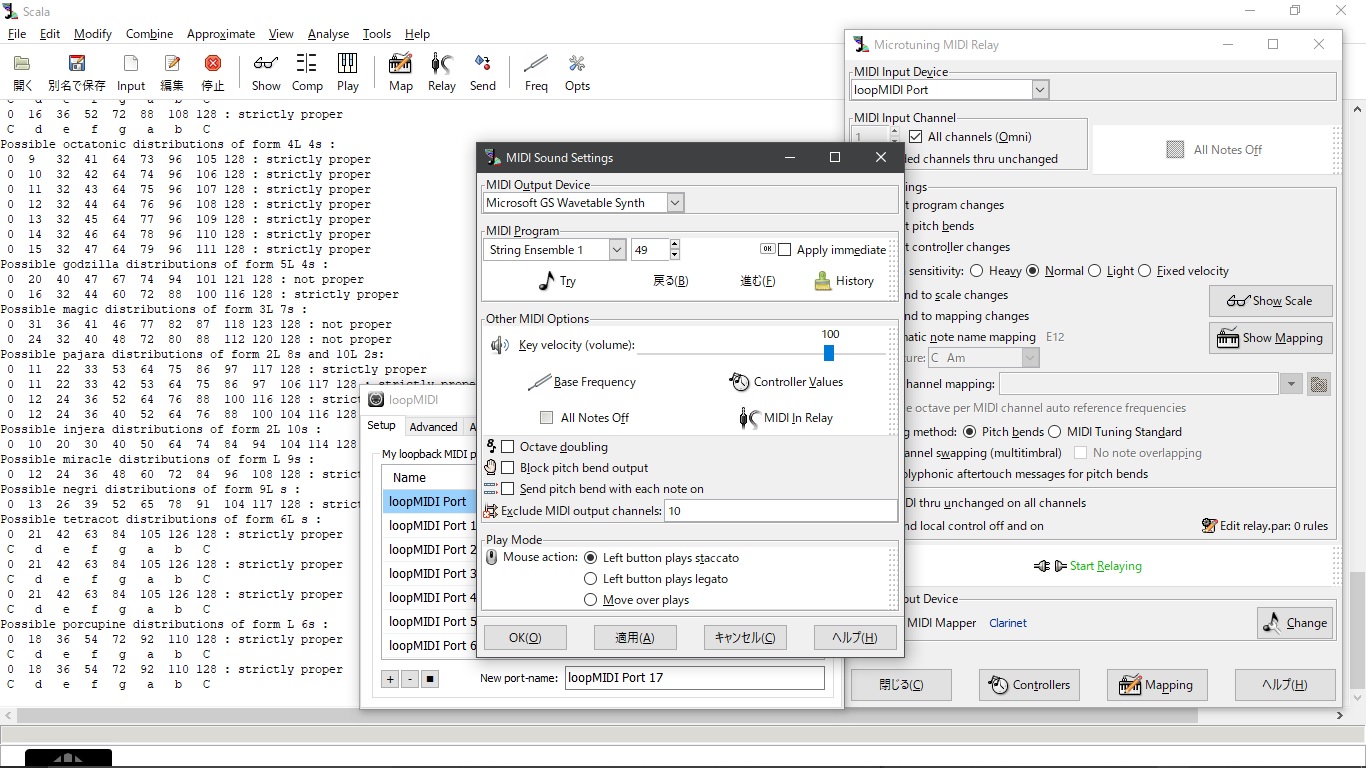 Scala
File Edit Modify Combine Approximate View Analyse Tools Help
開く 別名で保存 Input 編集 停止 Show Comp Play Map Relay Send Freq Opts
C d e f g a b C
0 16 36 52 72 88 108 128 : strictly proper
C d e f g a b C
Possible octatonic distributions of form 4L 4s :
0 9 32 41 64 73 96 105 128 : strictly proper
0 10 32 42 64 74 96 106 128 : strictly proper
0 11 32 43 64 75 96 107 128 : strictly proper
0 12 32 44 64 76 96 108 128 : strictly proper
0 13 32 45 64 77 96 109 128 : strictly proper
0 14 32 46 64 78 96 110 128 : strictly proper
0 15 32 47 64 79 96 111 128 : strictly proper
Possible godzilla distributions of form 5L 4s :
0 20 40 47 67 74 94 101 121 128 : not proper
0 16 32 44 60 72 88 100 116 128 : strictly proper
Possible magic distributions of form 3L 7s :
0 31 36 41 46 77 82 87 118 123 128 : not proper
0 24 32 40 48 72 80 88 112 120 128 : not proper
Possible pajara distributions of form 2L 8s and 10L 2s:
0 11 22 33 53 64 75 86 97 117 128 : strictly
0 11 22 33 42 53 64 75 86 97 106 117 128 : strictly proper
0 12 24 36 52 64 76 88 100 116 128 : strict
0 12 24 36 40 52 64 76 88 100 104 116 128
Possible injera distributions of form 2L 10s :
0 10 20 30 40 50 64 74 84 94 104 114 128
Possible miracle distributions of form L 9s :
0 12 24 36 48 60 72 84 96 108 128 : strict
Possible negri distributions of form 9L s :
0 13 26 39 52 65 78 91 104 117 128 : strict
Possible tetracot distributions of form 6L s :
0 21 42 63 84 105 126 128 : strictly proper
C d e f g a b C
0 21 42 63 84 105 126 128 : strictly proper
C d e f g a b C
0 21 42 63 84 105 126 128 : strictly proper
C d e f g a b C
Possible porcupine distributions of form L 6s :
0 18 36 54 72 92 110 128 : strictly proper
C d e f g a b C
0 18 36 54 72 92 110 128 : strictly proper
C d e f g a b C
loopMIDI
Setup Advanced A
My loopback MIDI p
Name
loopMIDI Port
loopMIDI Port 1
loopMIDI Port 2
loopMIDI Port 3
loopMIDI Port 4
loopMIDI Port 5
loopMIDI Port 6
+ - ■ New port-name: loopMIDI Port 17
MIDI Sound Settings
MIDI Output Device
Microsoft GS Wavetable Synth
MIDI Program
String Ensemble 1 49 OK Apply immediate
Try 戻る(B) 進む(F) History
Other MIDI Options
100
Key velocity (volume):
Base Frequency Controller Values
All Notes Off MIDI In Relay
8 Octave doubling
Block pitch bend output
Send pitch bend with each note on
Exclude MIDI output channels: 10
Play Mode
Mouse action: Left button plays staccato
Left button plays legato
Move over plays
OK(O) 適用(A) キャンセル(C) ヘルプ(H)
Microtuning MIDI Relay
MIDI Input Device
loopMIDI Port
MIDI Input Channel
1 All channels (Omni)
led channels thru unchanged
All Notes Off
ngs
t program changes
t pitch bends
t controller changes
sensitivity: Heavy Normal Light Fixed velocity
nd to scale changes
Show Scale
nd to mapping changes
natic note name mapping E12
Show Mapping
ture: C Am
hannel mapping:
e octave per MIDI channel auto reference frequencies
g method: Pitch bends MIDI Tuning Standard
annel swapping (multitimbral) No note overlapping
olyphonic aftertouch messages for pitch bends
DI thru unchanged on all channels
nd local control off and on Edit relay.par: 0 rules
Start Relaying
put Device
MIDI Mapper Clarinet Change
閉じる(C) Controllers Mapping ヘルプ(H)